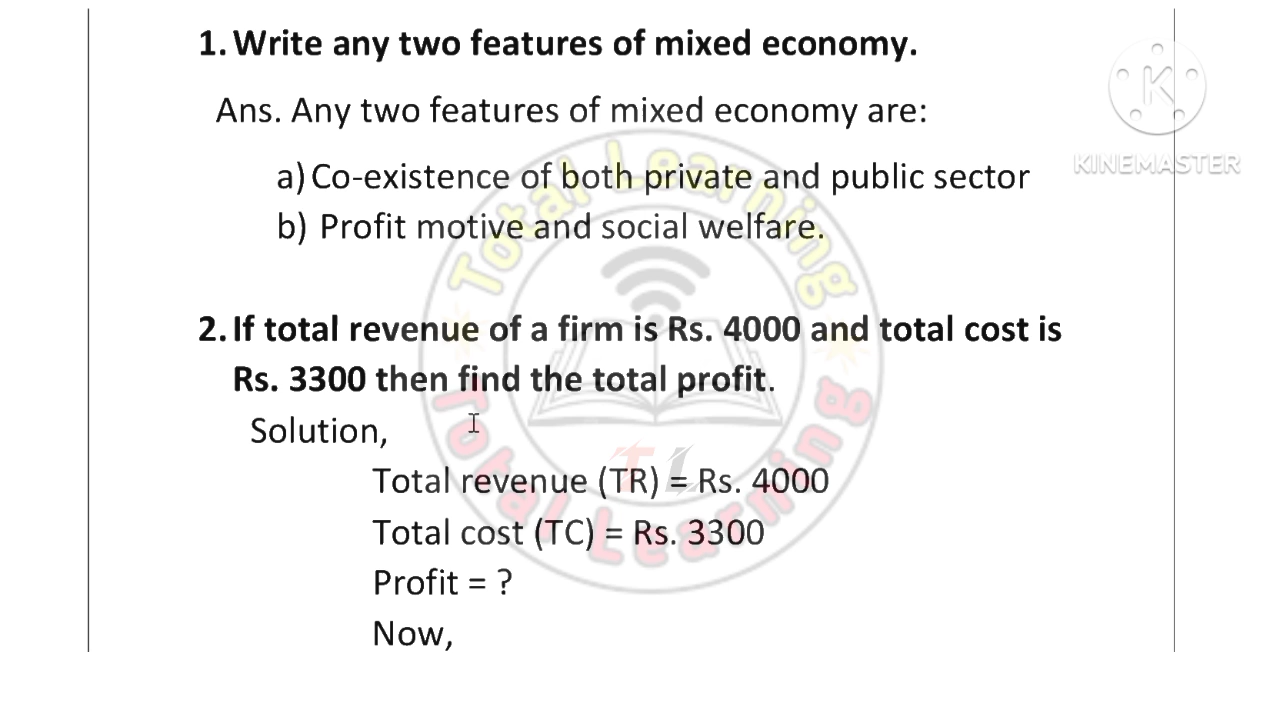 1. Write any two features of mixed economy.
K
KINEMASTER
Ans. Any two features of mixed economy are:
a) Co-existence of both private and public sector
b) Profit motive and social welfare.
Total Learning
2. If total revenue of a firm is Rs. 4000 and total cost is
Rs. 3300 then find the total profit.
Solution,
TL
Total revenue (TR) = Rs. 4000
Total cost (TC) = Rs. 3300
Profit = ?
Now,
Total Learning